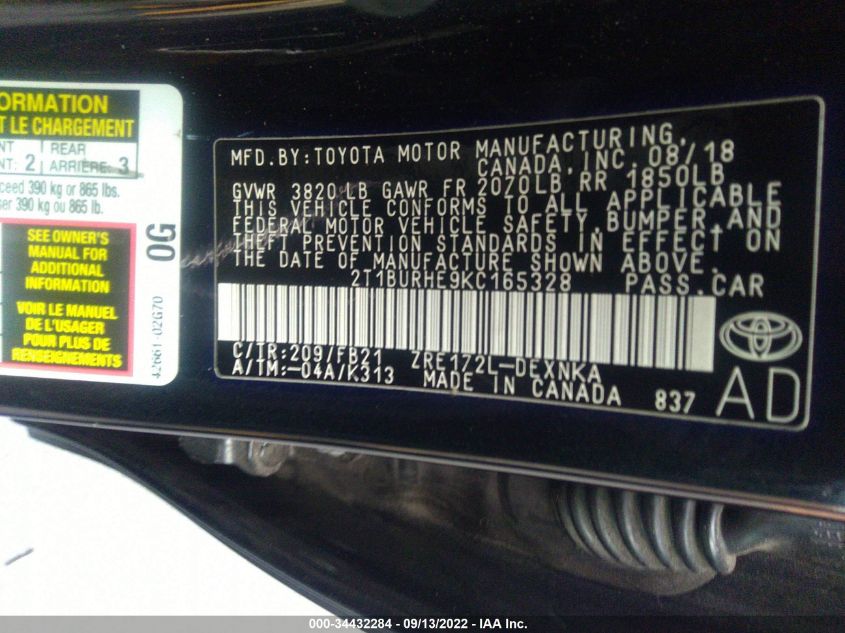 ORMATION
T LE CHARGEMENT
NT REAR
NT: 2 ARRIÈRE: 3
ceed 390 kg or 865 lbs.
ser 390 kg ou 865 lb.
SEE OWNER'S
MANUAL FOR
ADDITIONAL
INFORMATION
VOIR LE MANUEL
DE L'USAGER
POUR PLUS DE
RENSEIGNEMENTS
0G
42661-02G70
MFD.BY:TOYOTA MOTOR MANUFACTURING,
CANADA, INC. 08/18
GVWR 3820 LB GAWR FR 2070LB, RR 1850LB
THIS VEHICLE CONFORMS TO ALL APPLICABLE
FEDERAL MOTOR VEHICLE SAFETY, BUMPER, AND
THEFT PREVENTION STANDARDS IN EFFECT ON
THE DATE OF MANUFACTURE SHOWN ABOVE.
2T1BURHE9KC165328 PASS.CAR
C/TR:209/FB21 ZRE172L-DEXNKA
A/TM:-04A/K313 MADE IN CANADA 837
AD
000-34432284 - 09/13/2022 - IAA Inc.